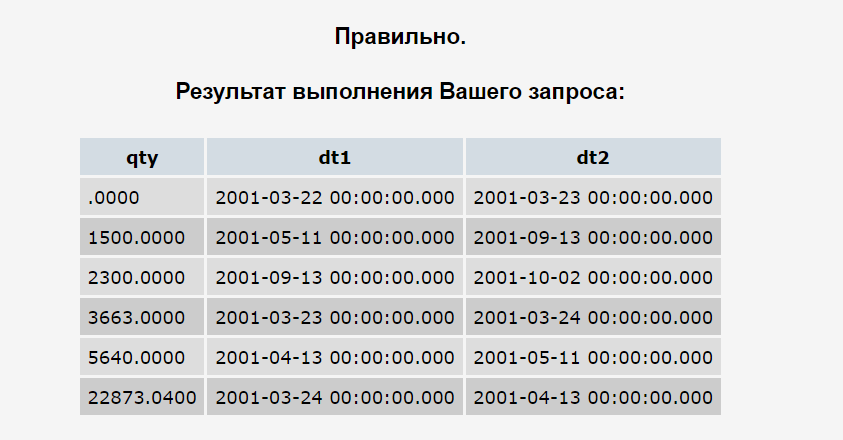 Правильно.
Результат выполнения Вашего запроса:
qty dt1 dt2
.0000 2001-03-22 00:00:00.000 2001-03-23 00:00:00.000
1500.0000 2001-05-11 00:00:00.000 2001-09-13 00:00:00.000
2300.0000 2001-09-13 00:00:00.000 2001-10-02 00:00:00.000
3663.0000 2001-03-23 00:00:00.000 2001-03-24 00:00:00.000
5640.0000 2001-04-13 00:00:00.000 2001-05-11 00:00:00.000
22873.0400 2001-03-24 00:00:00.000 2001-04-13 00:00:00.000